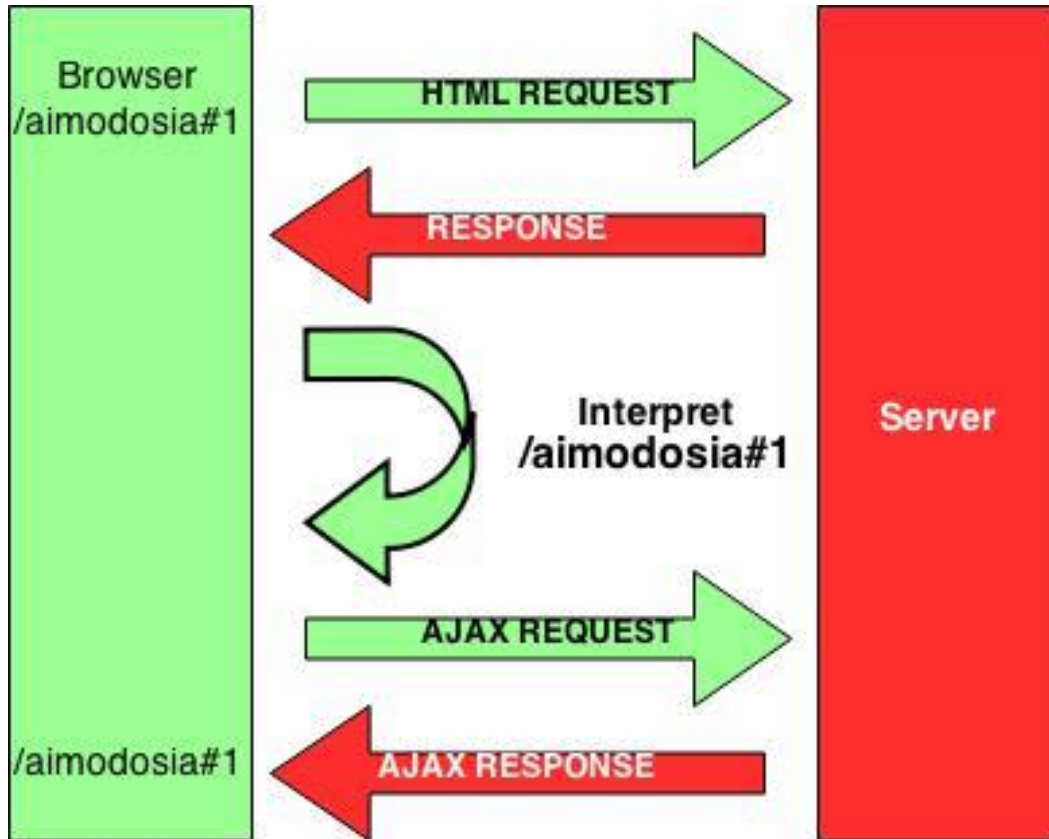 Browser
/aimodosia#1
HTML REQUEST
RESPONSE
Interpret
/aimodosia#1
Server
AJAX REQUEST
/aimodosia#1
AJAX RESPONSE